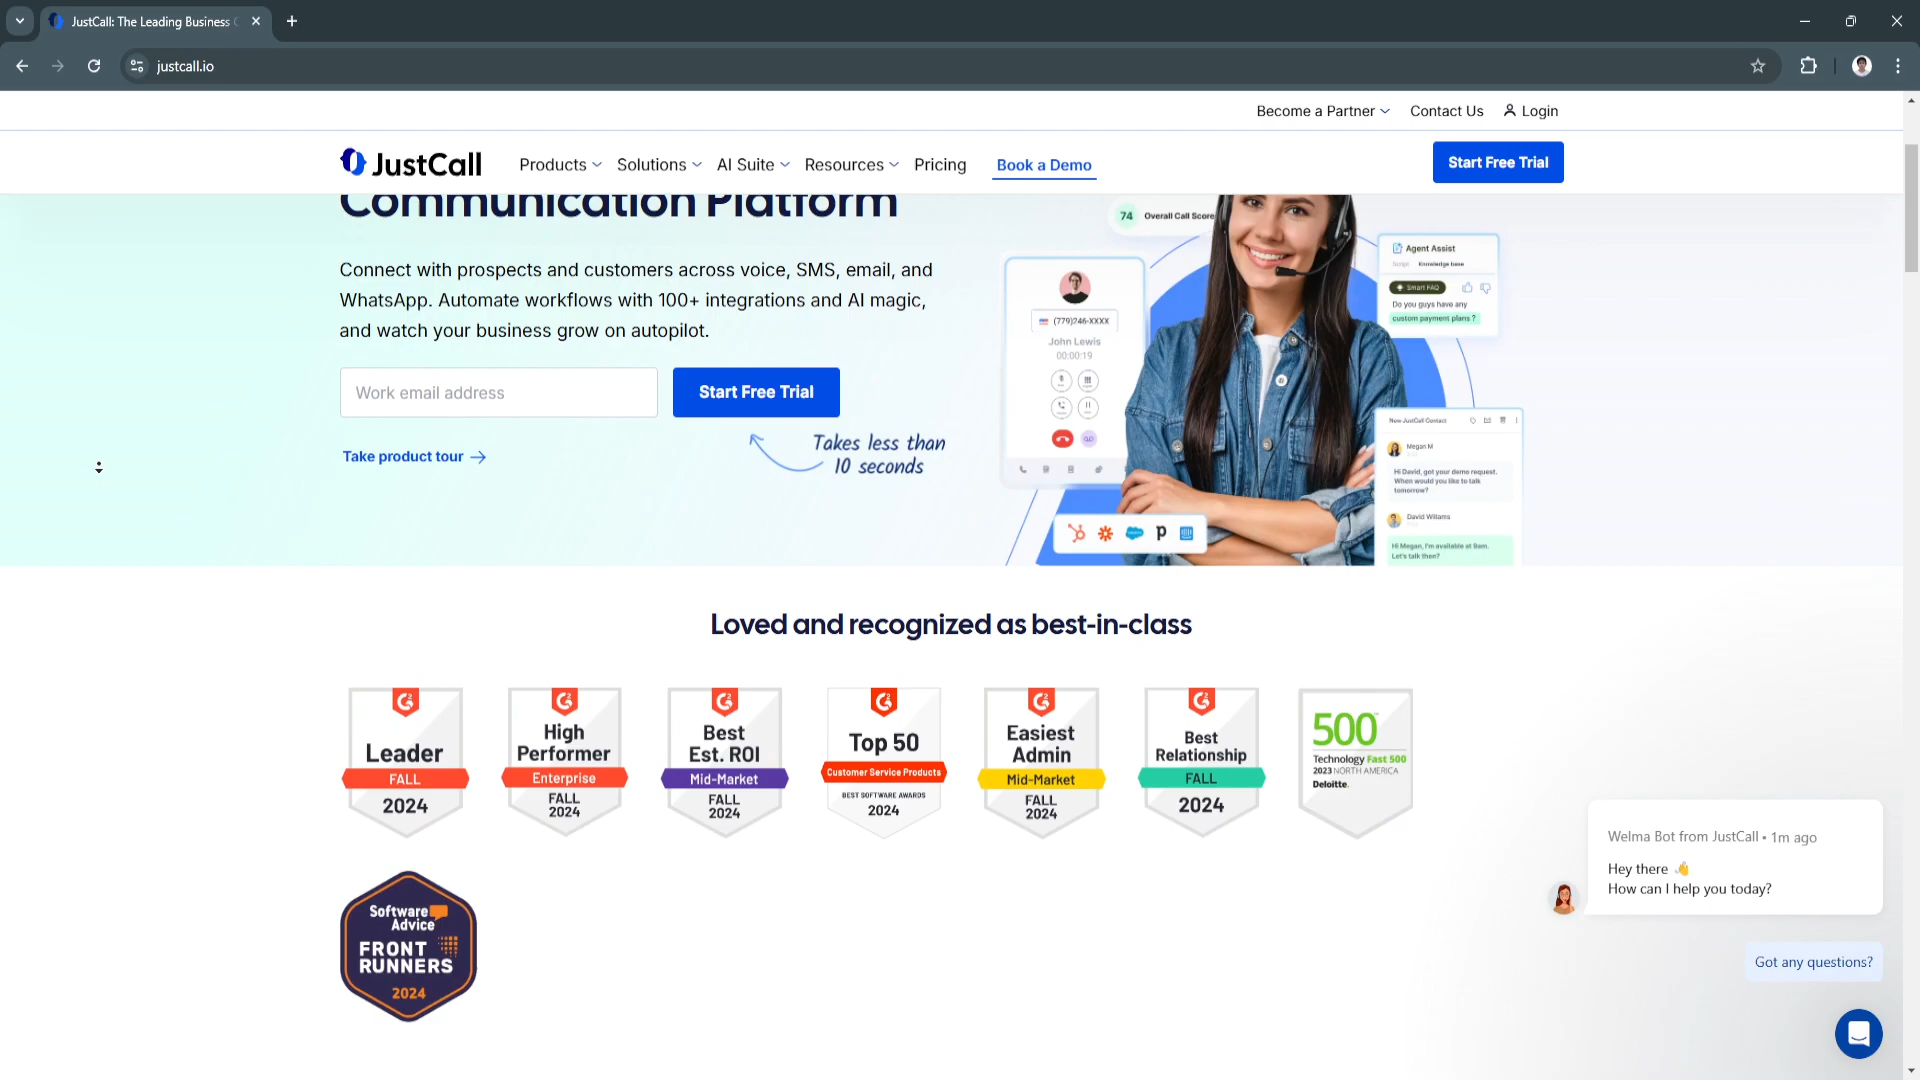 JustCall: The Leading Business C
justcall.io
Become a Partner
Contact Us
Login
JustCall
Products
Solutions
AI Suite
Resources
Pricing
Book a Demo
Start Free Trial
Communication Platform
Connect with prospects and customers across voice, SMS, email, and
WhatsApp. Automate workflows with 100+ integrations and AI magic,
and watch your business grow on autopilot.
Work email address
Start Free Trial
Take product tour
Takes less than
10 seconds
74 Overall Call Score
(779)246-XXXX
John Lewis
00:00:19
Agent Assist
Script Knowledge base
Smart FAQ
Do you guys have any
custom payment plans ?
New JustCall Contact
Megan M
Hi David, got your demo request.
When would you like to talk
tomorrow?
David Willams
Hi Megan, I'm available at 9am.
Let's talk then?
Loved and recognized as best-in-class
Leader
FALL
2024
High
Performer
Enterprise
FALL
2024
Best
Est. ROI
Mid-Market
FALL
2024
Top 50
Customer Service Products
BEST SOFTWARE AWARDS
2024
Easiest
Admin
Mid-Market
FALL
2024
Best
Relationship
FALL
2024
500
Technology Fast 500
2023 NORTH AMERICA
Deloitte.
Software
Advice
FRONT
RUNNERS
2024
Welma Bot from JustCall • 1m ago
Hey there 👋
How can I help you today?
Got any questions?